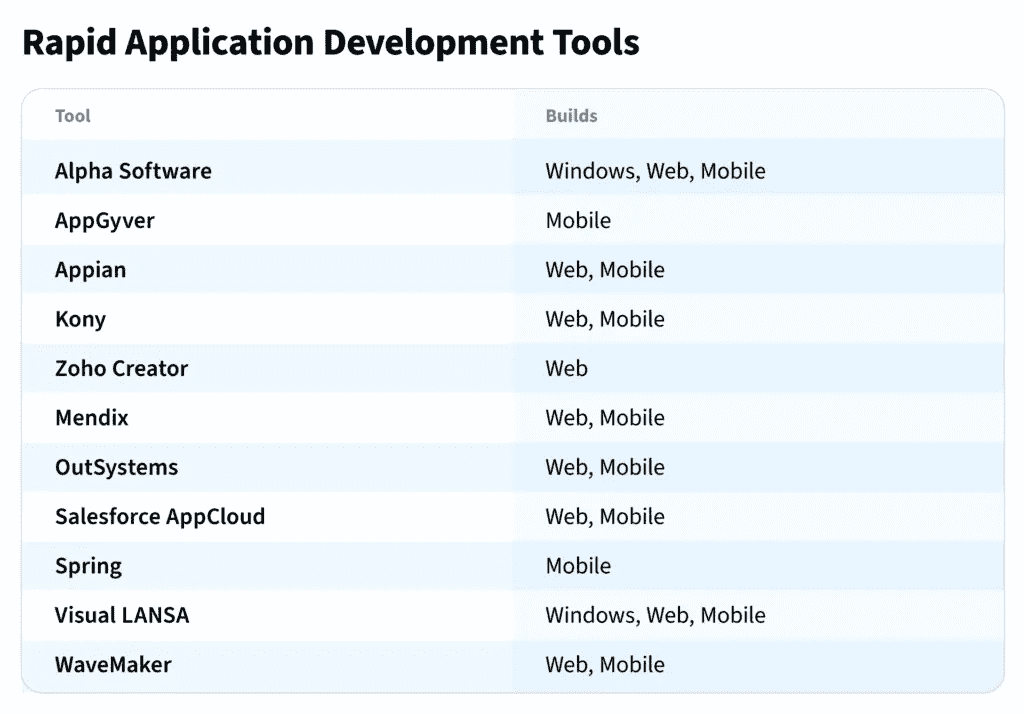 Rapid Application Development Tools
Tool Builds
Alpha Software Windows, Web, Mobile
AppGyver Mobile
Appian Web, Mobile
Kony Web, Mobile
Zoho Creator Web
Mendix Web, Mobile
OutSystems Web, Mobile
Salesforce AppCloud Web, Mobile
Spring Mobile
Visual LANSA Windows, Web, Mobile
WaveMaker Web, Mobile